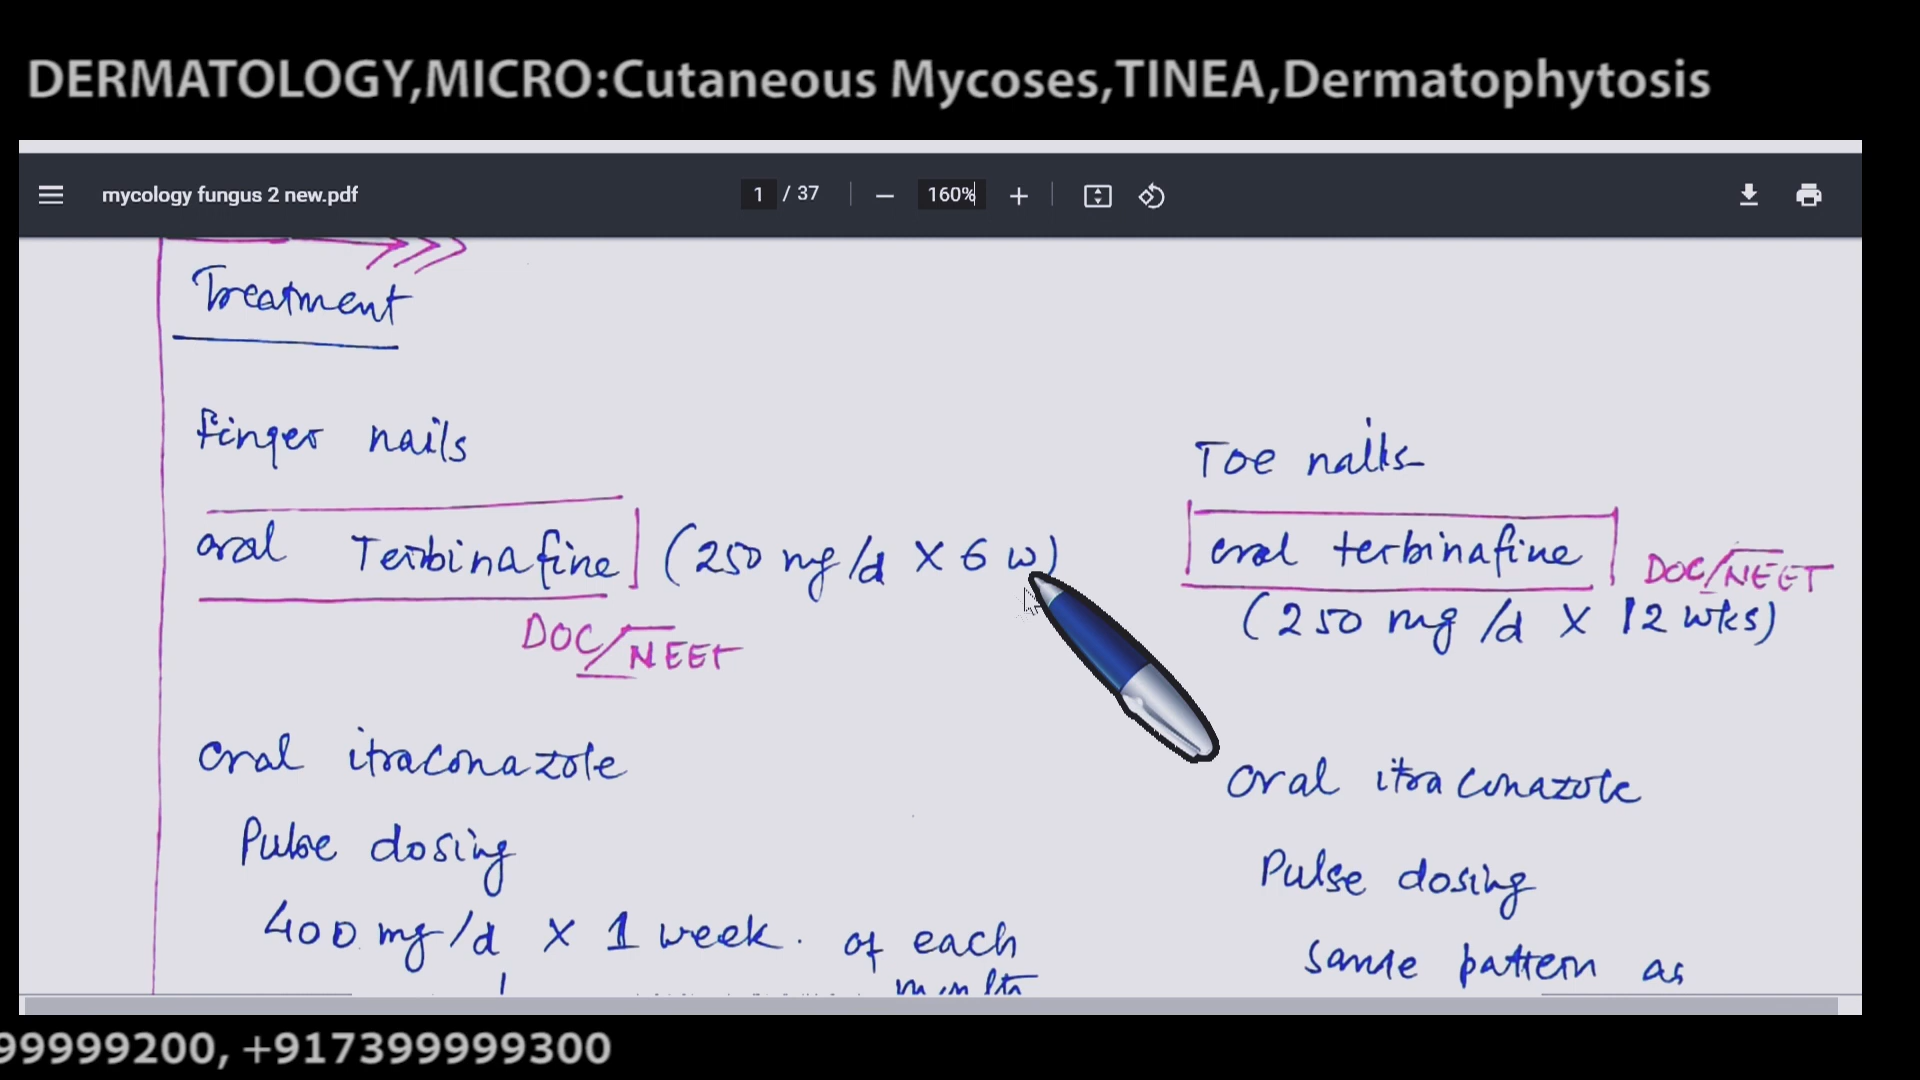 DERMATOLOGY,MICRO:Cutaneous Mycoses,TINEA,Dermatophytosis
mycology fungus 2 new.pdf
1 / 37
160%
Treatment
finger nails
oral Terbinafine (250 mg/d X 6 w)
DOC/NEET
oral itraconazole
Pulse dosing
400 mg/d X 1 week. of each
month
Toe nails
oral terbinafine DOC/NEET
(250 mg/d X 12 wks)
oral itraconazole
Pulse dosing
same pattern as
99999200, +917399999300